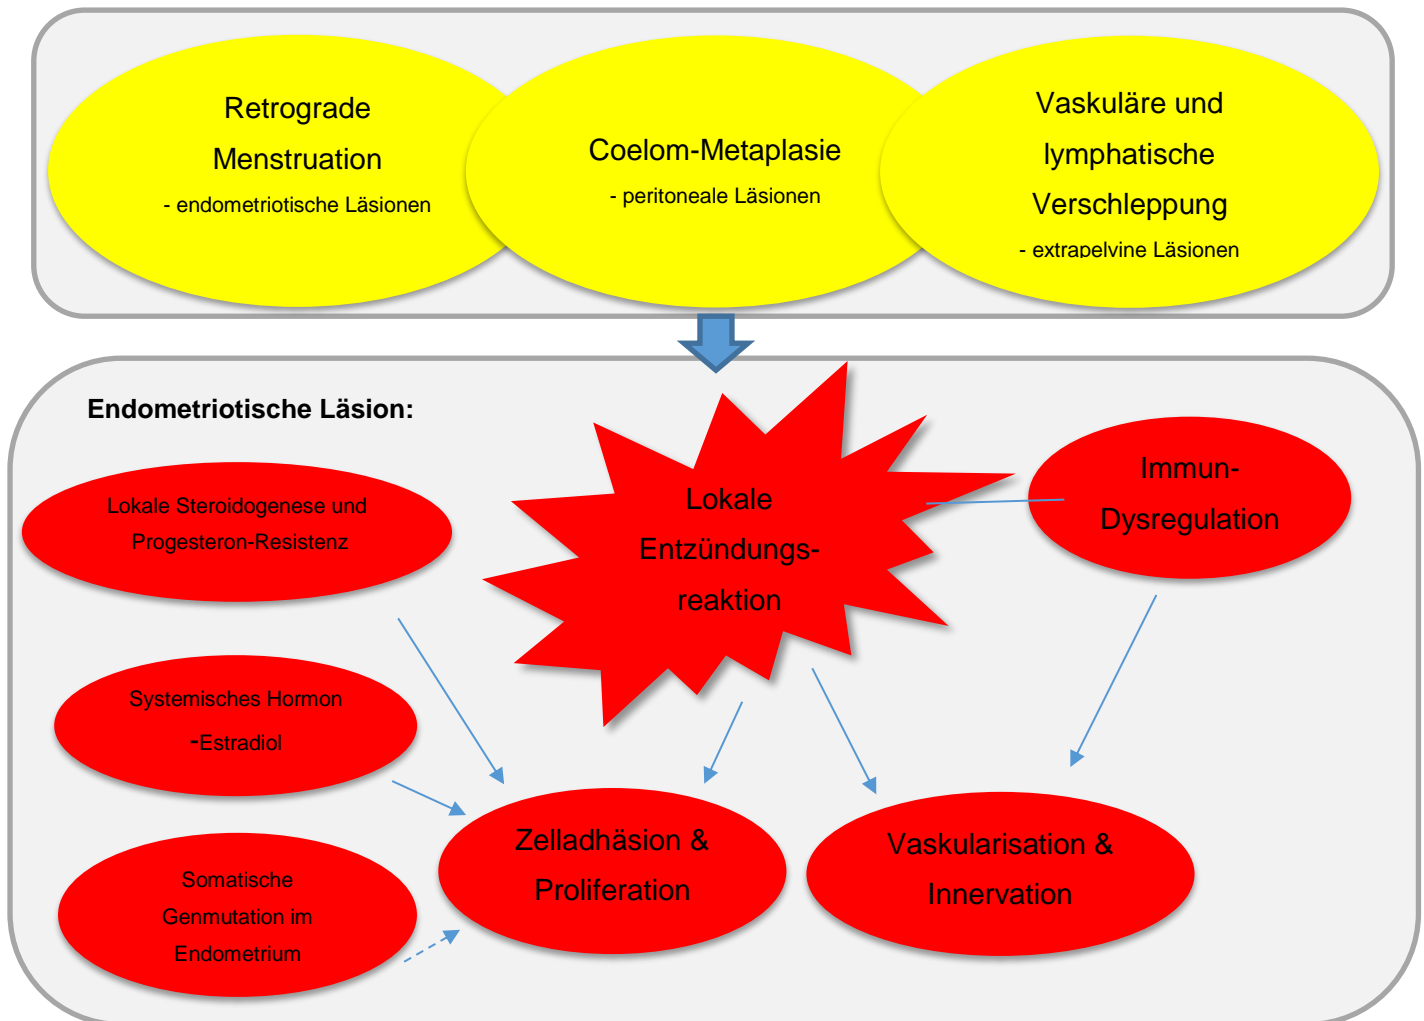 Retrograde
Menstruation
- endometriotische Läsionen
Coelom-Metaplasie
- peritoneale Läsionen
Vaskuläre und
lymphatische
Verschleppung
- extrapelvine Läsionen
Endometriotische Läsion:
Lokale Steroidogenese und
Progesteron-Resistenz
Lokale
Entzündungs-
reaktion
Immun-
Dysregulation
Systemisches Hormon
-Estradiol
Zelladhäsion &
Proliferation
Vaskularisation &
Innervation
Somatische
Genmutation im
Endometrium